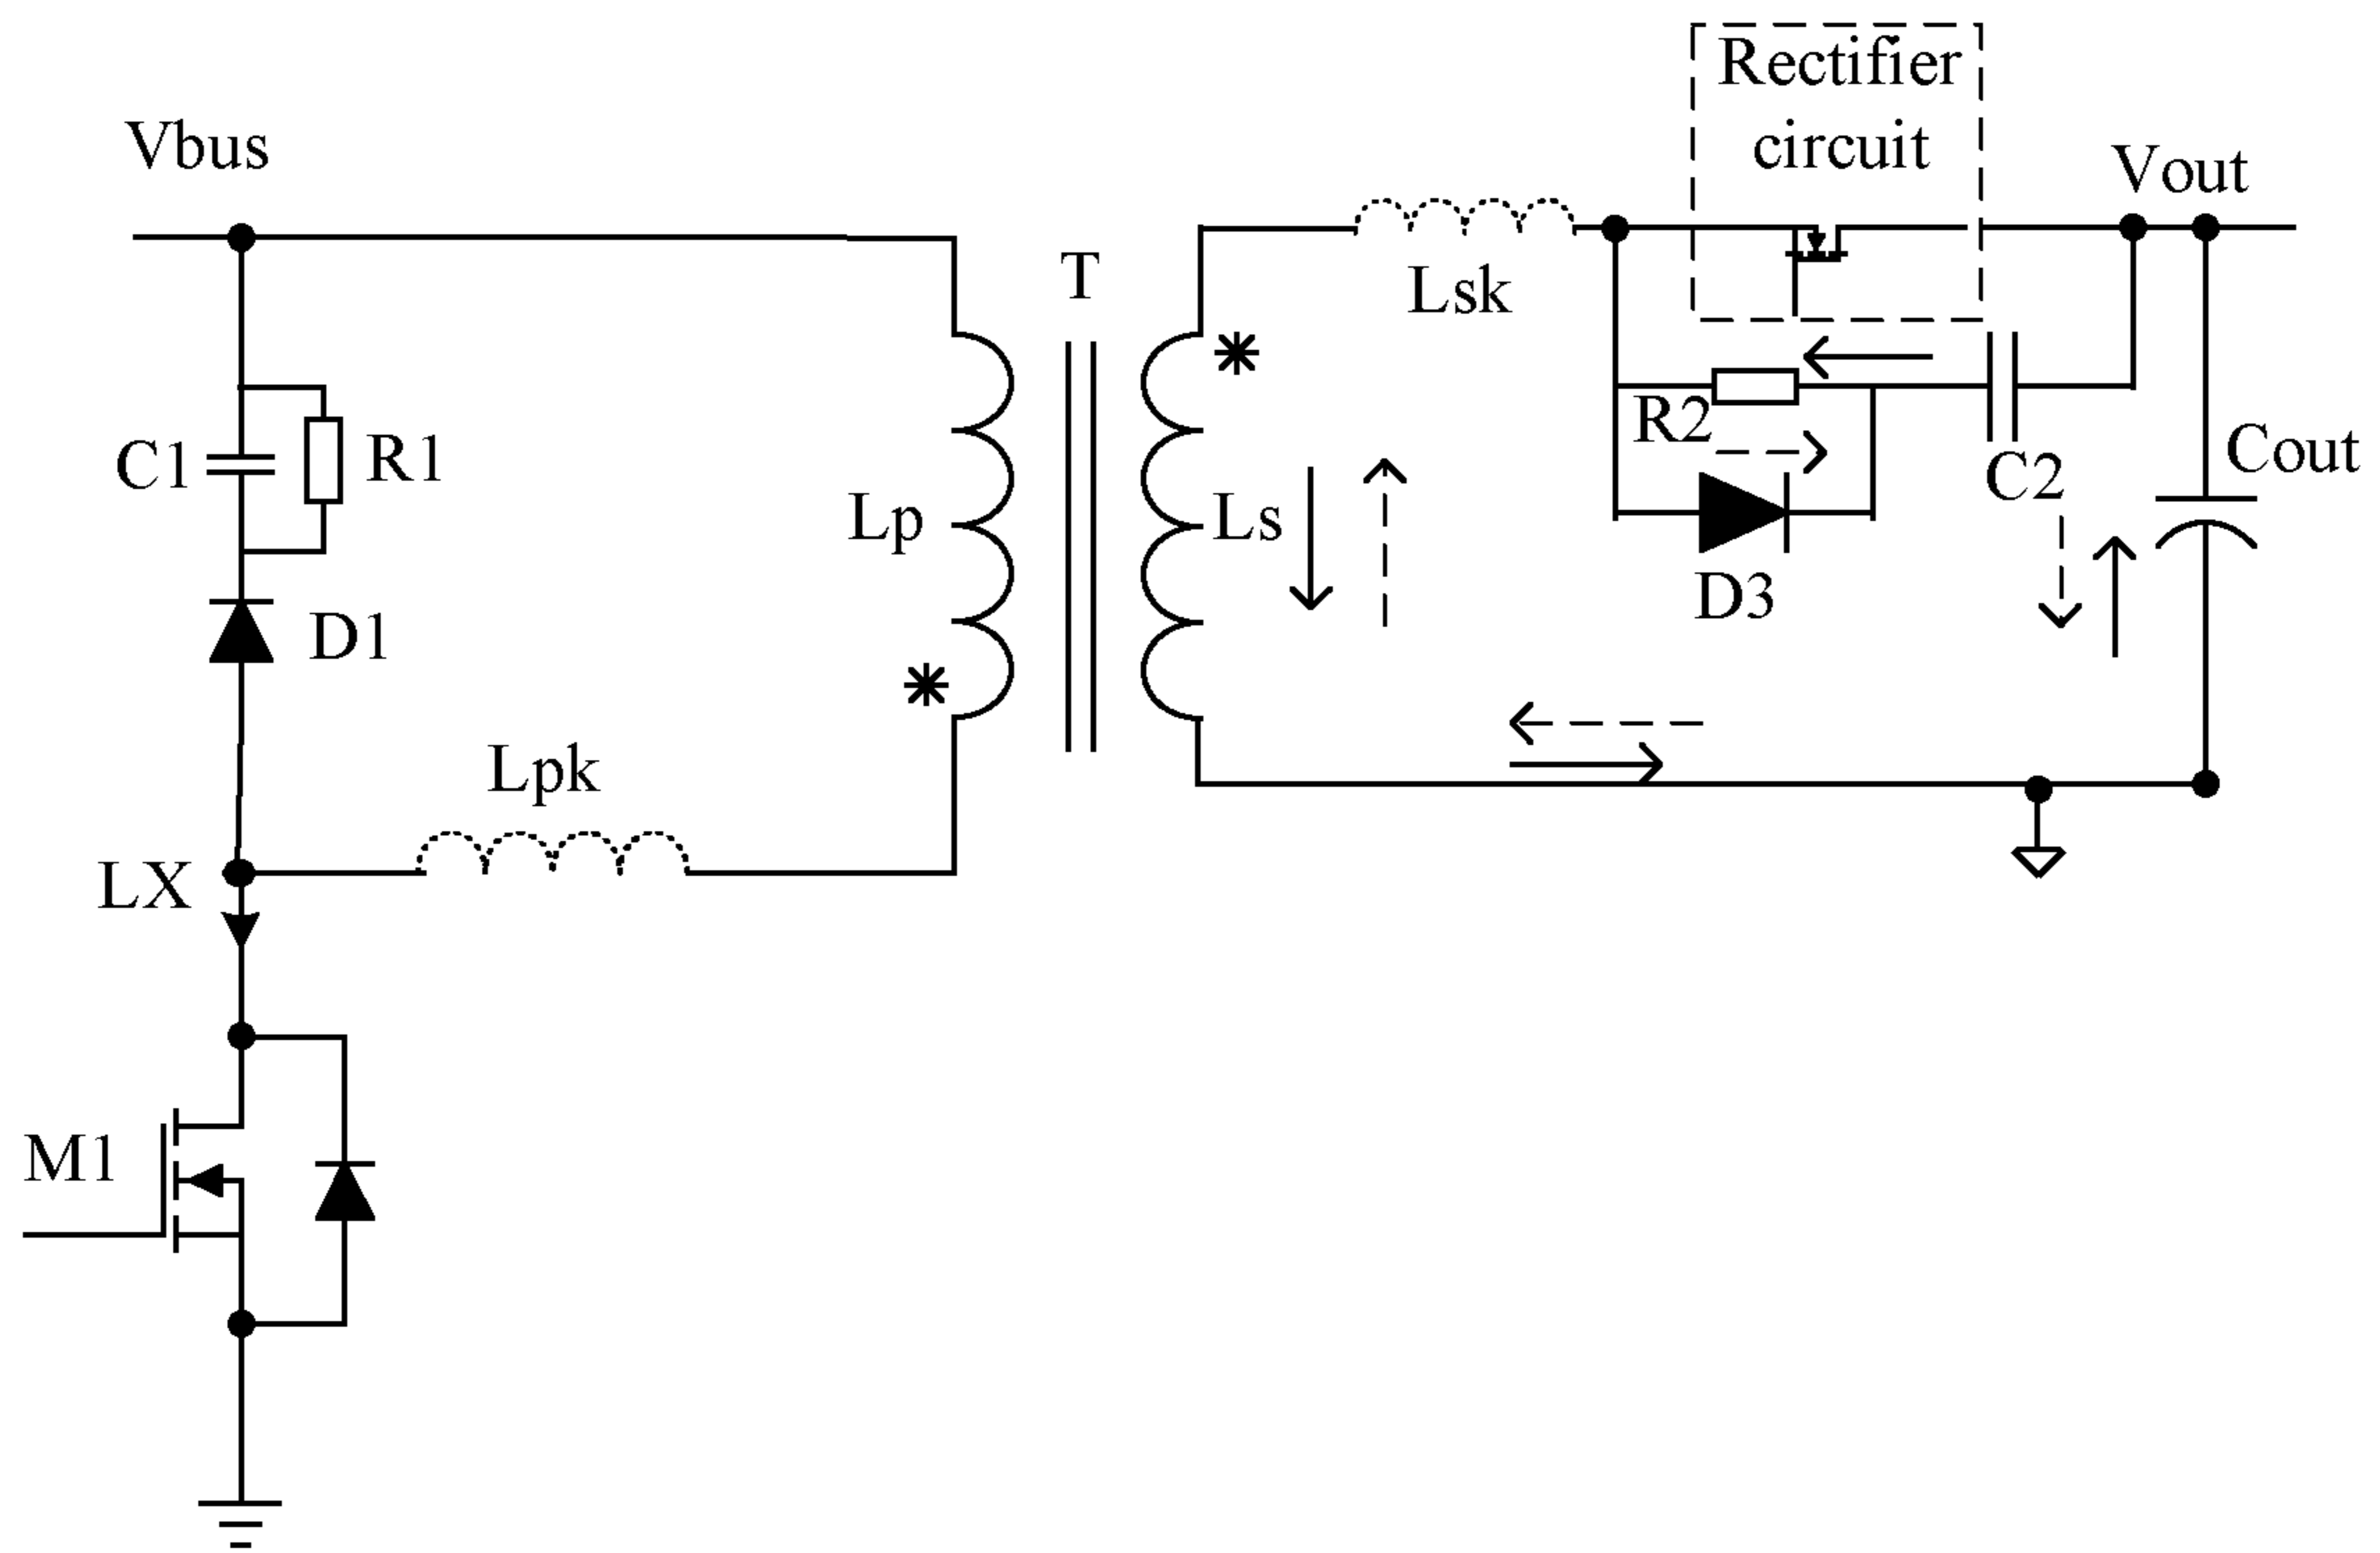 Rectifier
circuit
Vbus
Vout
T
Lsk
R2
C1
R1
Cout
C2
Lp
Ls
D3
D1
Lpk
LX
M1